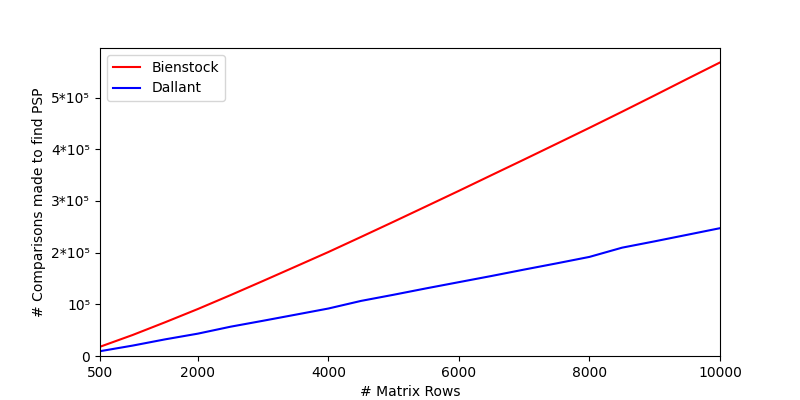 Bienstock
Dallant
# Comparisons made to find PSP
5*10⁵
4*10⁵
3*10⁵
2*10⁵
10⁵
0
500 2000 4000 6000 8000 10000
# Matrix Rows